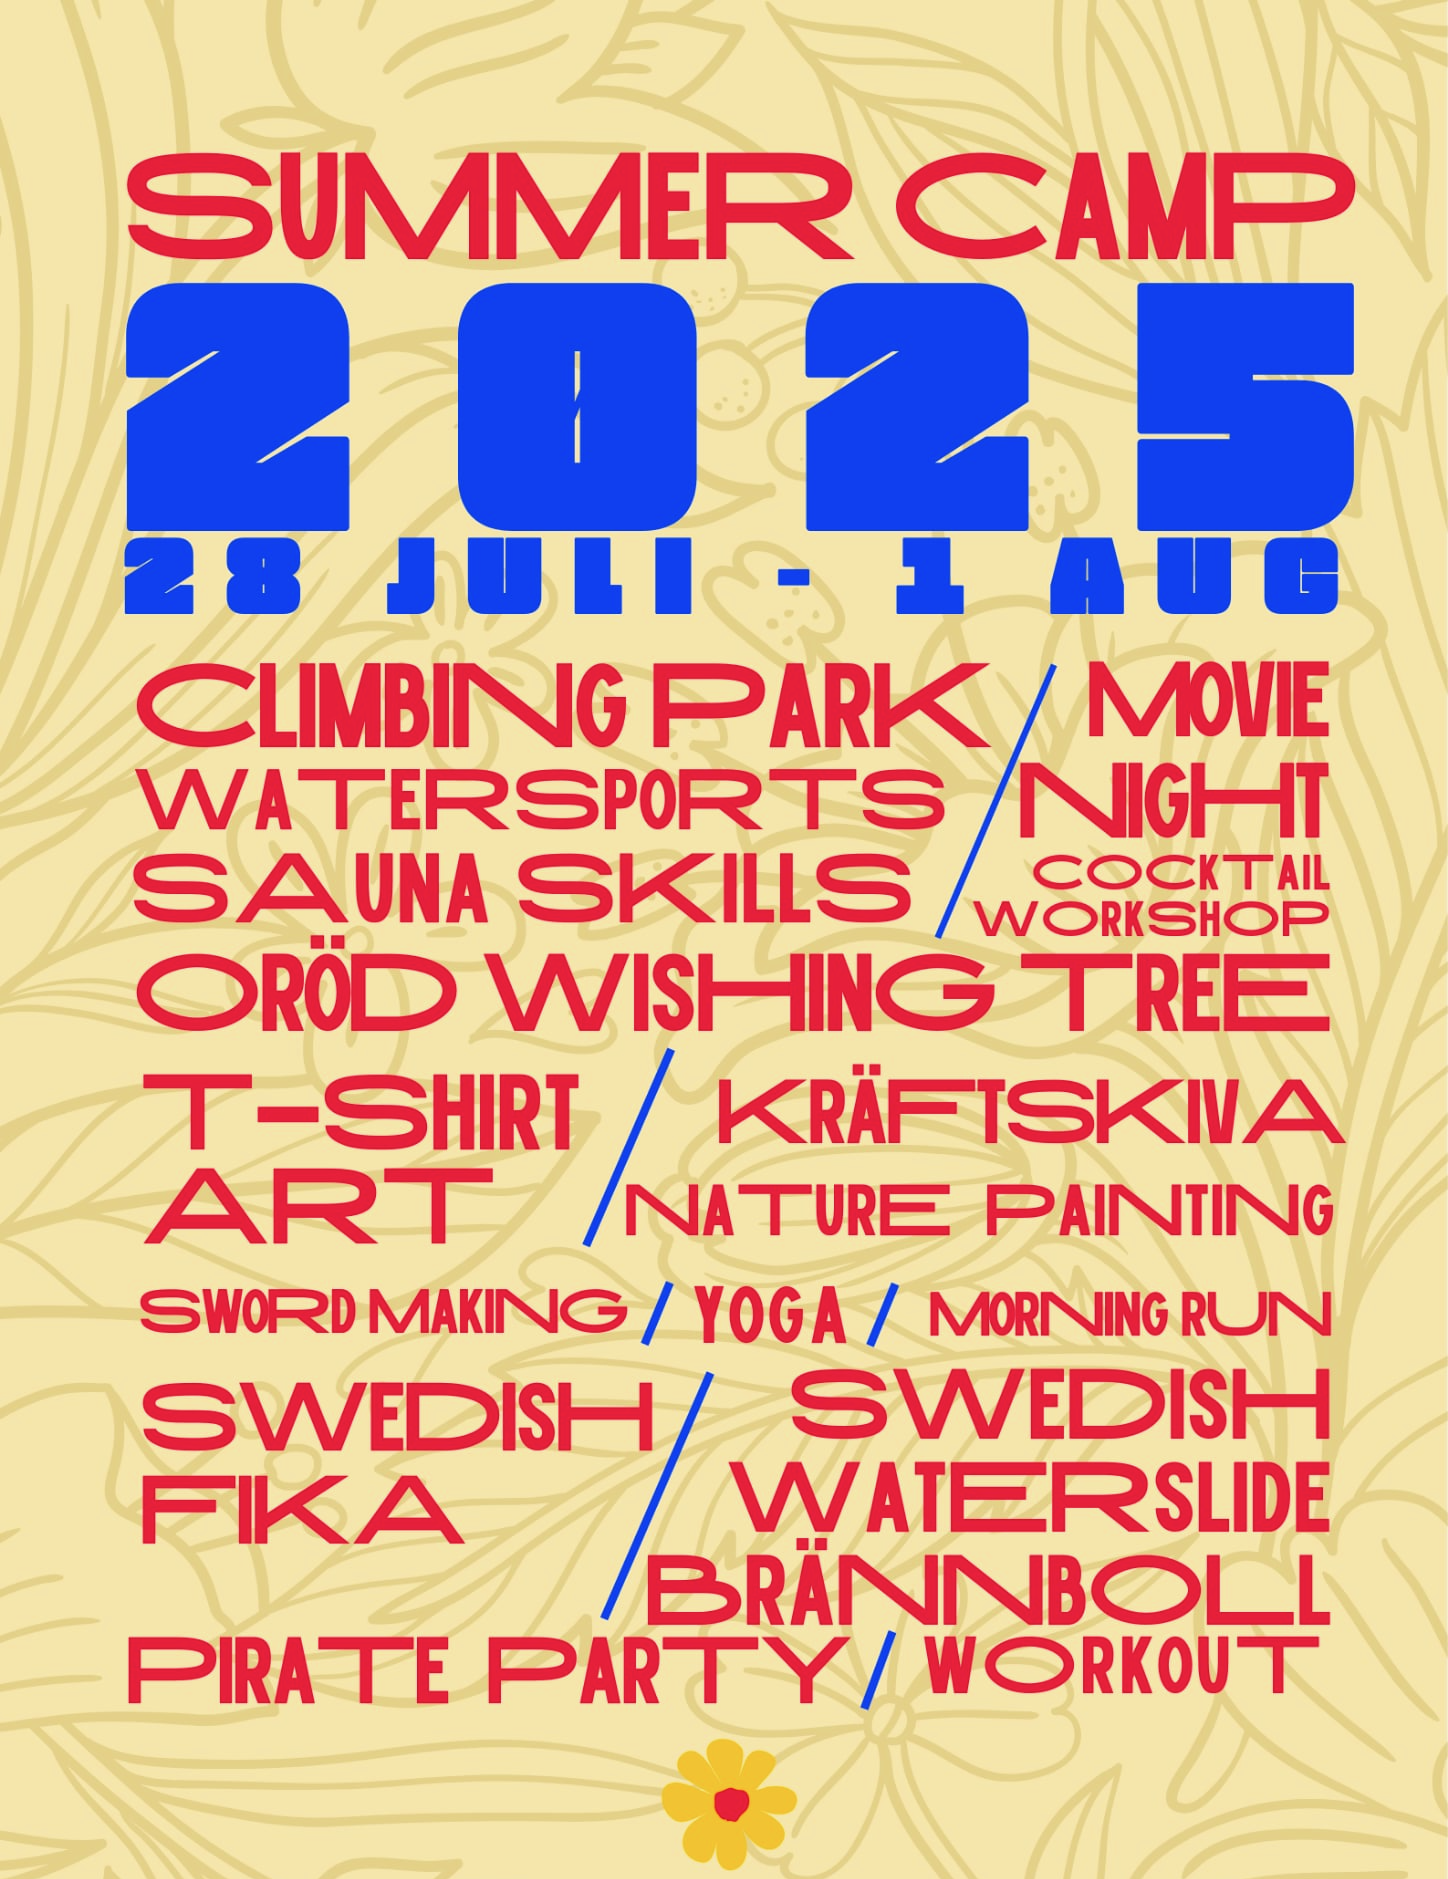 SUMMER CAMP
2025
28 JULI - 1 AUG
CLIMBING PARK / MOVIE
WATERSPORTS NIGHT
SAUNA SKILLS COCKTAIL
WORKSHOP
ORÖD WISHING TREE
T-SHIRT / KRÄFTSKIVA
ART NATURE PAINTING
SWORD MAKING / YOGA / MORNING RUN
SWEDISH / SWEDISH
FIKA WATERSLIDE
BRÄNNBOLL
PIRATE PARTY / WORKOUT